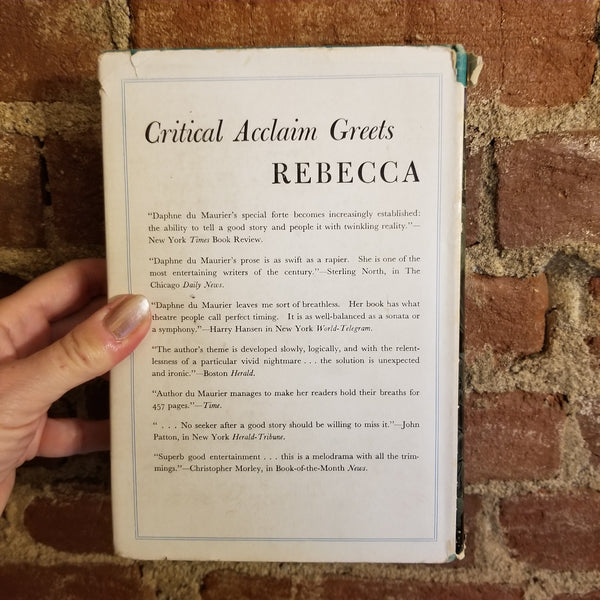 Critical Acclaim Greets
REBECCA
"Daphne du Maurier's special forte becomes increasingly established:
the ability to tell a good story and people it with twinkling reality."—
New York Times Book Review.
"Daphne du Maurier's prose is as swift as a rapier. She is one of the
most entertaining writers of the century."—Sterling North, in The
Chicago Daily News.
"Daphne du Maurier leaves me sort of breathless. Her book has what
theatre people call perfect timing. It is as well-balanced as a sonata or
a symphony."—Harry Hansen in New York World-Telegram.
"The author's theme is developed slowly, logically, and with the relent-
lessness of a particular vivid nightmare . . . the solution is unexpected
and ironic."—Boston Herald.
"Author du Maurier manages to make her readers hold their breaths for
457 pages."—Time.
" . . . No seeker after a good story should be willing to miss it."—John
Patton, in New York Herald-Tribune.
"Superb good entertainment . . . this is a melodrama with all the trim-
mings."—Christopher Morley, in Book-of-the-Month News.